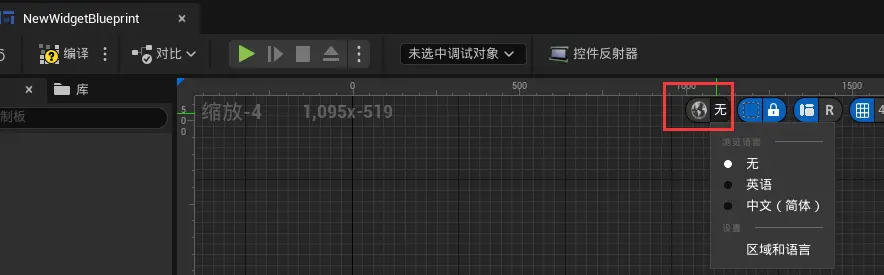 NewWidgetBlueprint
编译
对比
未选中调试对象
控件反射器
库
制板
0
500
1000
1500
缩放-4
1,095x-519
5
0
0
无
R
4
浏览语言
无
英语
中文（简体）
设置
区域和语言